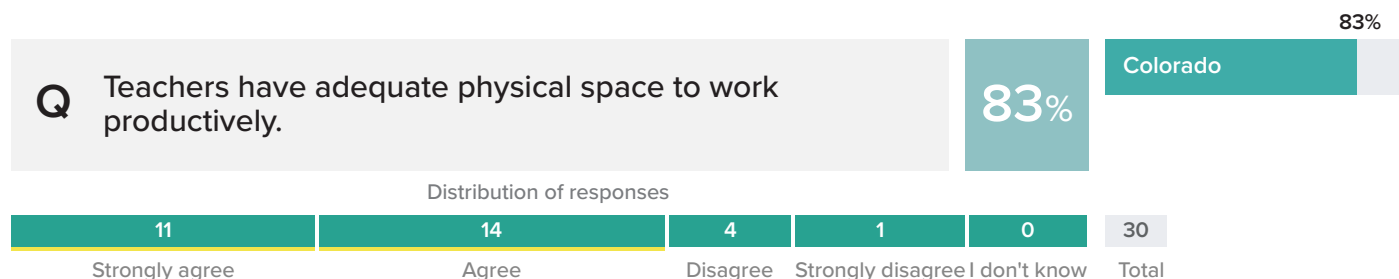 83%
Q Teachers have adequate physical space to work
productively.
83%
Colorado
Distribution of responses
11 14 4 1 0 30
Strongly agree Agree Disagree Strongly disagree I don't know Total